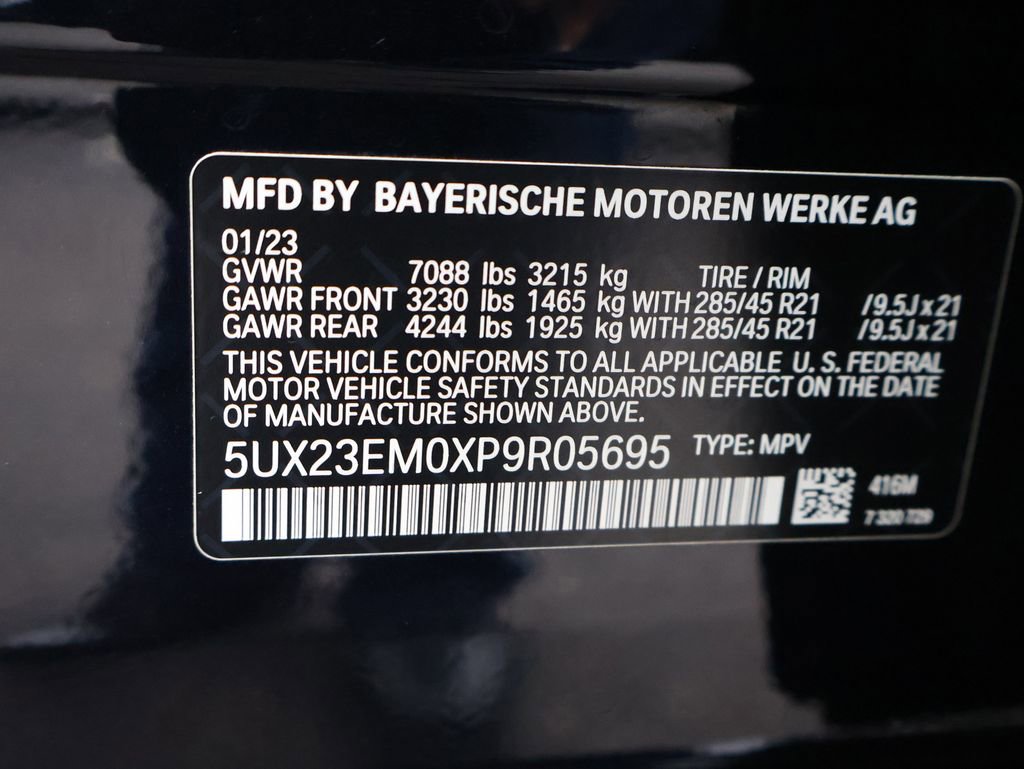 MFD BY BAYERISCHE MOTOREN WERKE AG
01/23
GVWR 7088 lbs 3215 kg TIRE / RIM
GAWR FRONT 3230 lbs 1465 kg WITH 285/45 R21 /9.5J x 21
GAWR REAR 4244 lbs 1925 kg WITH 285/45 R21 /9.5J x 21
THIS VEHICLE CONFORMS TO ALL APPLICABLE U. S. FEDERAL
MOTOR VEHICLE SAFETY STANDARDS IN EFFECT ON THE DATE
OF MANUFACTURE SHOWN ABOVE.
5UX23EM0XP9R05695 TYPE: MPV
416M
7 320 729